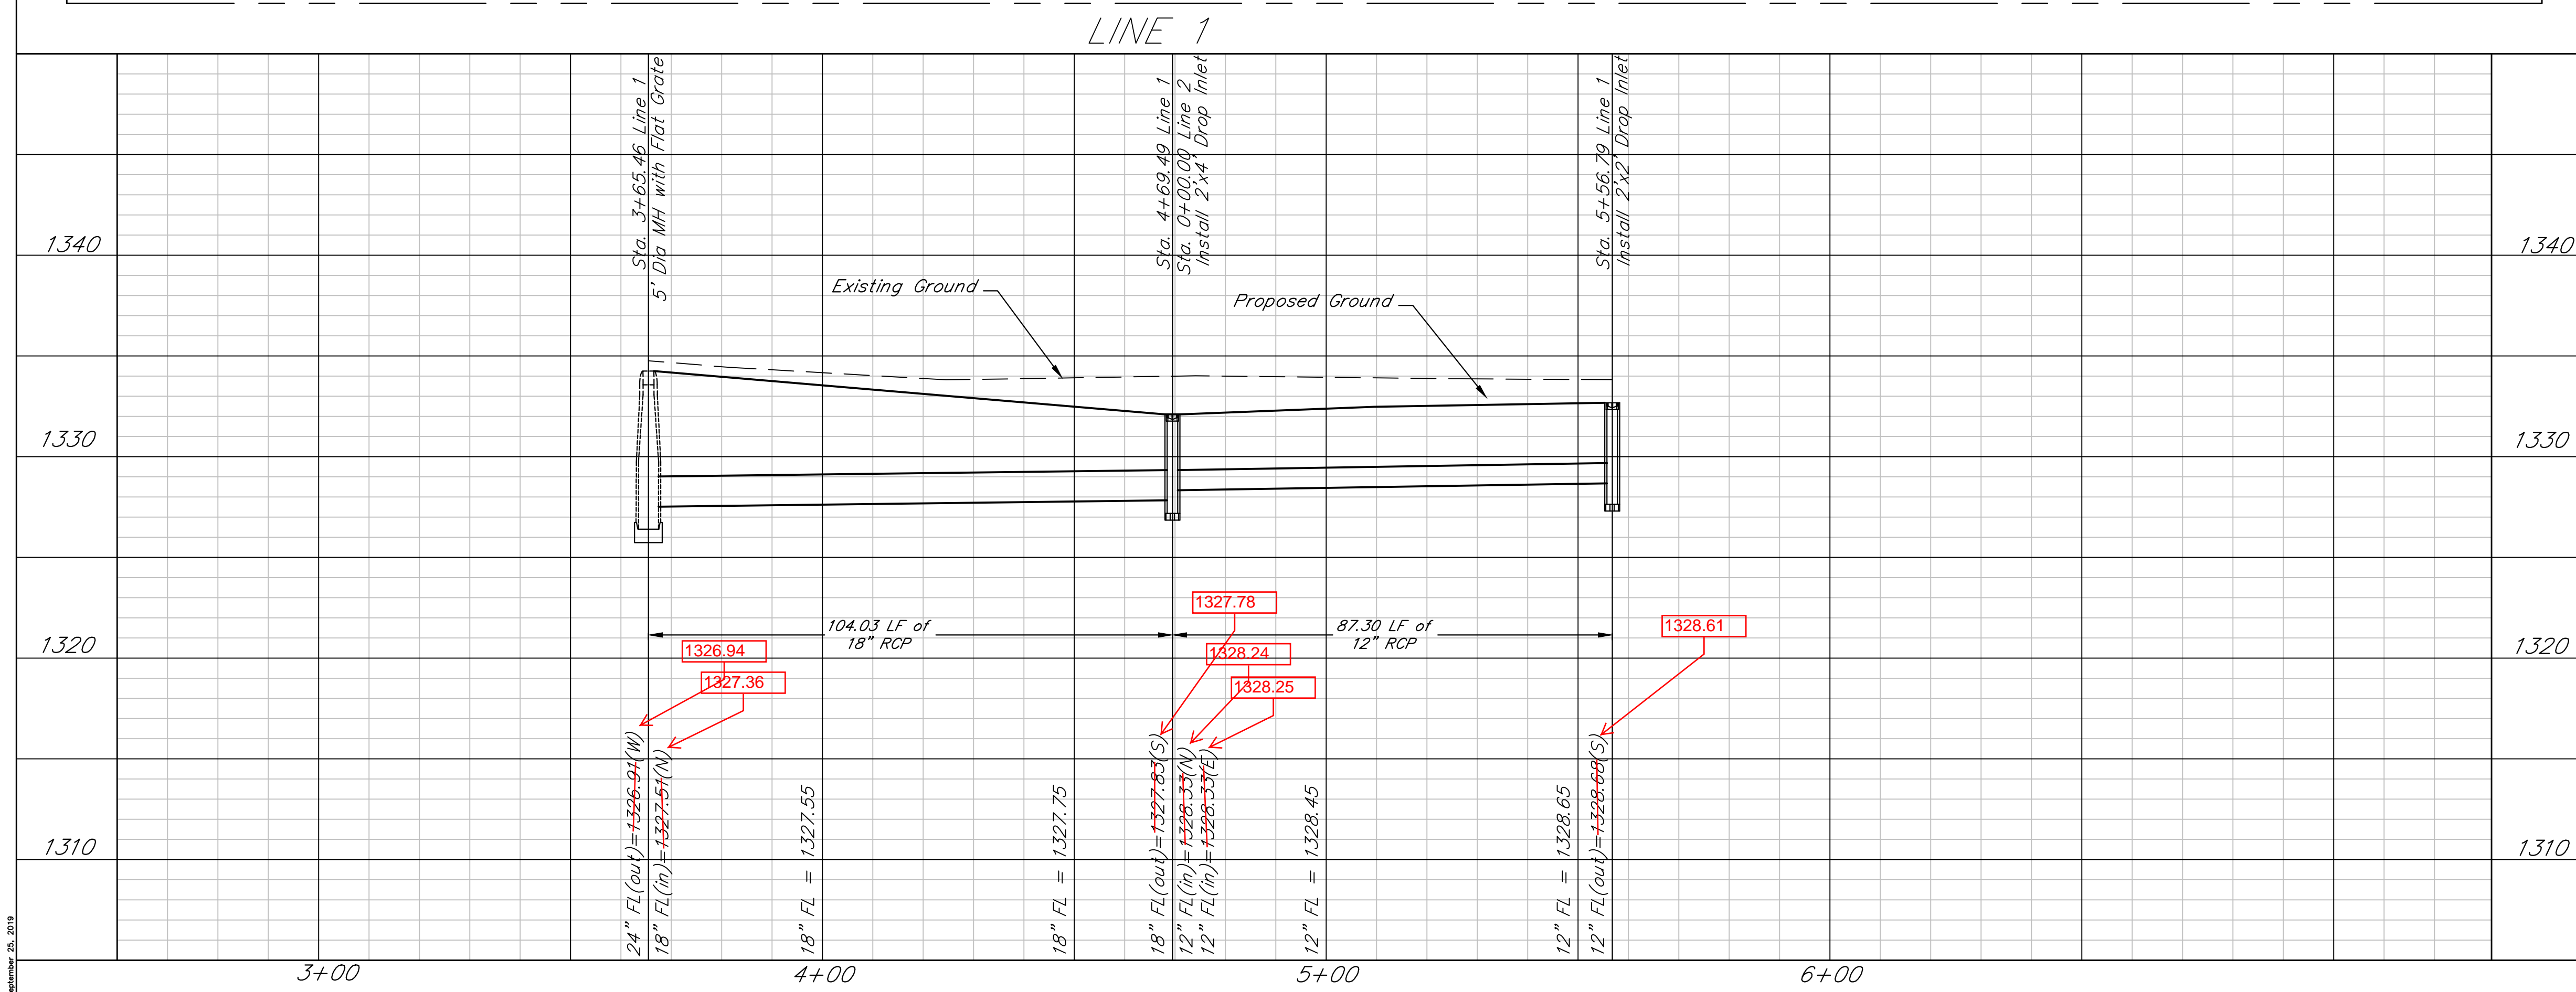 LINE 1
Sta. 3+65.46 Line 1
5' Dia MH with Flat Grate
Sta. 4+69.49 Line 1
Sta. 0+00.00 Line 2
Install 2'x4' Drop Inlet
Sta. 5+56.79 Line 1
Install 2'x2' Drop Inlet
1340
1340
Existing Ground
Proposed Ground
1330
1330
1327.78
104.03 LF of
18" RCP
87.30 LF of
12" RCP
1328.61
1320
1320
1326.94
1328.24
1327.36
1328.25
24" FL(out)=1326.91(W)
18" FL(in)=1327.51(N)
18" FL = 1327.55
18" FL = 1327.75
18" FL(out)=1327.83(S)
12" FL(in)=1328.33(N)
12" FL(in)=1328.33(E)
12" FL = 1328.45
12" FL = 1328.65
12" FL(out)=1328.68(S)
1310
1310
3+00
4+00
5+00
6+00
eptember 25, 2019